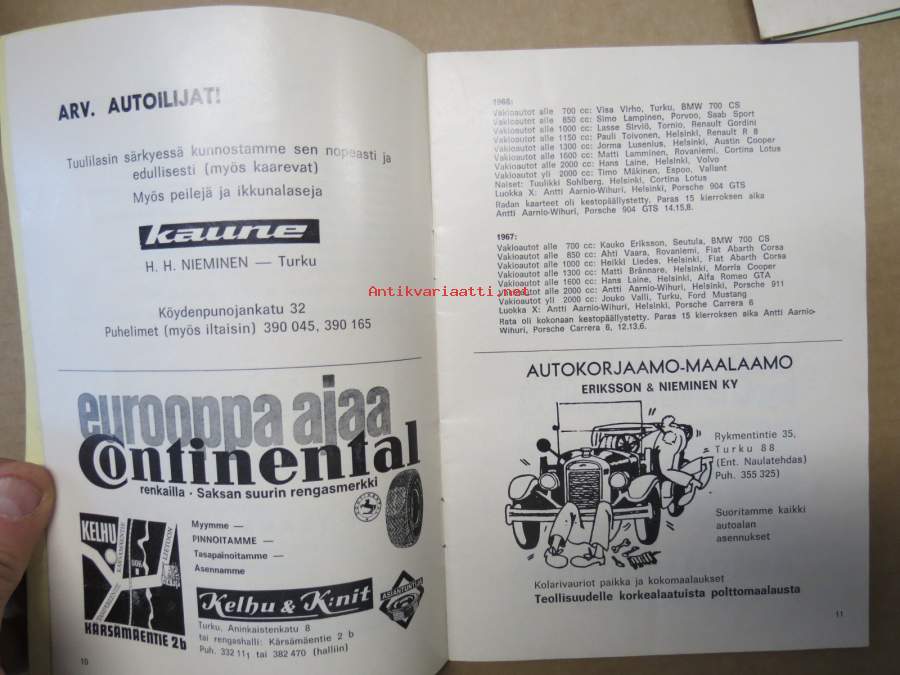 ARV. AUTOILIJAT!
Tuulilasin särkyessä kunnostamme sen nopeasti ja
edullisesti (myös kaarevat)
Myös peilejä ja ikkunalaseja
kaune
H. H. NIEMINEN — Turku
Köydenpunojankatu 32
Puhelimet (myös iltaisin) 390 045, 390 165
eurooppa ajaa
Continental
renkailla · Saksan suurin rengasmerkki
KELHU
KÄRSÄMÄENTIE 2b
Myymme —
PINNOITAMME —
Tasapainoitamme —
Asennamme
Kelhu & K:nit
ASIANTUNTIJA
Turku, Aninkaistenkatu 8
tai rengashalli: Kärsämäentie 2 b
Puh. 332 111 tai 382 470 (halliin)
10
1968:
Vakioautot alle 700 cc: Visa Virho, Turku, BMW 700 CS
Vakioautot alle 850 cc: Simo Lampinen, Porvoo, Saab Sport
Vakioautot alle 1000 cc: Lasse Sirviö, Tornio, Renault Gordini
Vakioautot alle 1150 cc: Pauli Toivonen, Helsinki, Renault R 8
Vakioautot alle 1300 cc: Jorma Lusenius, Helsinki, Austin Cooper
Vakioautot alle 1600 cc: Matti Lamminen, Rovaniemi, Cortina Lotus
Vakioautot alle 2000 cc: Hans Laine, Helsinki, Volvo
Vakioautot yli 2000 cc: Timo Mäkinen, Espoo, Valiant
Naiset: Tuulikki Sohlberg, Helsinki, Cortina Lotus
Luokka X: Antti Aarnio-Wihuri, Helsinki, Porsche 904 GTS
Radan kaarteet oli kestopäällystetty. Paras 15 kierroksen aika
Antti Aarnio-Wihuri, Porsche 904 GTS 14.15,8.
1967:
Vakioautot alle 700 cc: Kauko Eriksson, Seutula, BMW 700 CS
Vakioautot alle 850 cc: Ahti Vaara, Rovaniemi, Fiat Abarth Corsa
Vakioautot alle 1000 cc: Heikki Liedes, Helsinki, Fiat Abarth Corsa
Vakioautot alle 1300 cc: Matti Brännare, Helsinki, Morris Cooper
Vakioautot alle 1600 cc: Hans Laine, Helsinki, Alfa Romeo GTA
Vakioautot alle 2000 cc: Antti Aarnio-Wihuri, Helsinki, Porsche 911
Vakioautot yli 2000 cc: Jouko Valli, Turku, Ford Mustang
Luokka X: Antti Aarnio-Wihuri, Helsinki, Porsche Carrera 6
Rata oli kokonaan kestopäällystetty. Paras 15 kierroksen aika Antti Aarnio-
Wihuri, Porsche Carrera 6, 12.13.6.
Antikvariaatti.net
AUTOKORJAAMO-MAALAAMO
ERIKSSON & NIEMINEN KY
Rykmentintie 35,
Turku 88
(Ent. Naulatehdas)
Puh. 355 325)
Suoritamme kaikki
autoalan
asennukset
Kolarivauriot paikka ja kokomaalaukset
Teollisuudelle korkealaatuista polttomaalausta
11